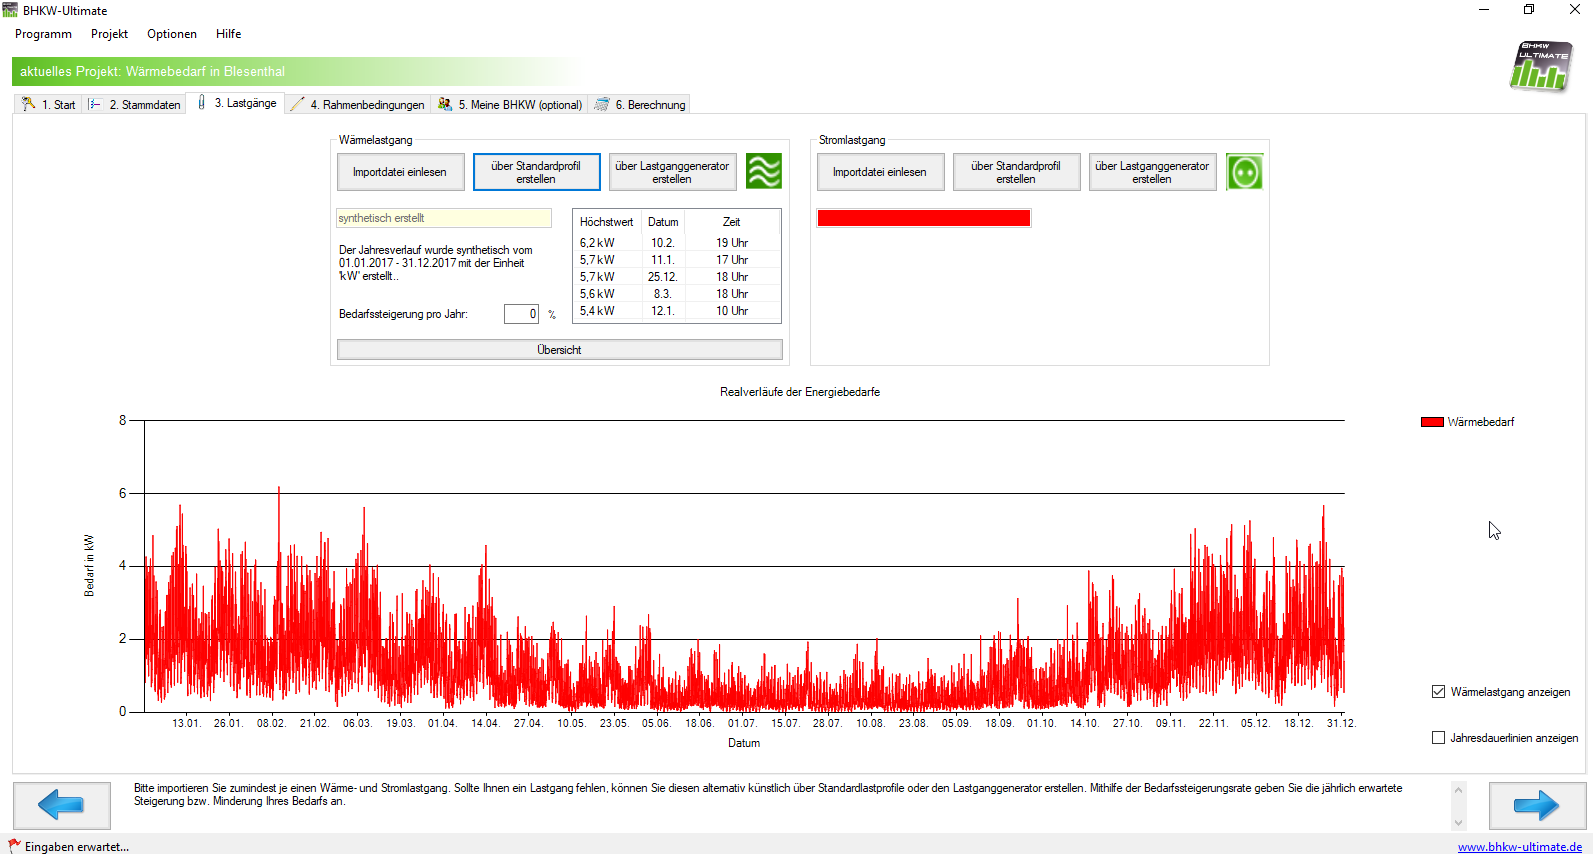 BHKW-Ultimate
Programm Projekt Optionen Hilfe
BHKW
ULTIMATE
aktuelles Projekt: Wärmebedarf in Blesenthal
1. Start 2. Stammdaten 3. Lastgänge 4. Rahmenbedingungen 5. Meine BHKW (optional) 6. Berechnung
Wärmelastgang
Importdatei einlesen
über Standardprofil
erstellen
über Lastganggenerator
erstellen
synthetisch erstellt
Der Jahresverlauf wurde synthetisch vom
01.01.2017 - 31.12.2017 mit der Einheit
'kW' erstellt..
Bedarfssteigerung pro Jahr: 0 %
Höchstwert Datum Zeit
6,2 kW 10.2. 19 Uhr
5,7 kW 11.1. 17 Uhr
5,7 kW 25.12. 18 Uhr
5,6 kW 8.3. 18 Uhr
5,4 kW 12.1. 10 Uhr
Übersicht
Stromlastgang
Importdatei einlesen
über Standardprofil
erstellen
über Lastganggenerator
erstellen
Realverläufe der Energiebedarfe
8
6
4
2
0
Bedarf in kW
13.01. 26.01. 08.02. 21.02. 06.03. 19.03. 01.04. 14.04. 27.04. 10.05. 23.05. 05.06. 18.06. 01.07. 15.07. 28.07. 10.08. 23.08. 05.09. 18.09. 01.10. 14.10. 27.10. 09.11. 22.11. 05.12. 18.12. 31.12.
Datum
Wärmebedarf
Wärmelastgang anzeigen
Jahresdauerlinien anzeigen
Bitte importieren Sie zumindest je einen Wärme- und Stromlastgang. Sollte Ihnen ein Lastgang fehlen, können Sie diesen alternativ künstlich über Standardlastprofile oder den Lastganggenerator erstellen. Mithilfe der Bedarfssteigerungsrate geben Sie die jährlich erwartete
Steigerung bzw. Minderung Ihres Bedarfs an.
Eingaben erwartet...
www.bhkw-ultimate.de